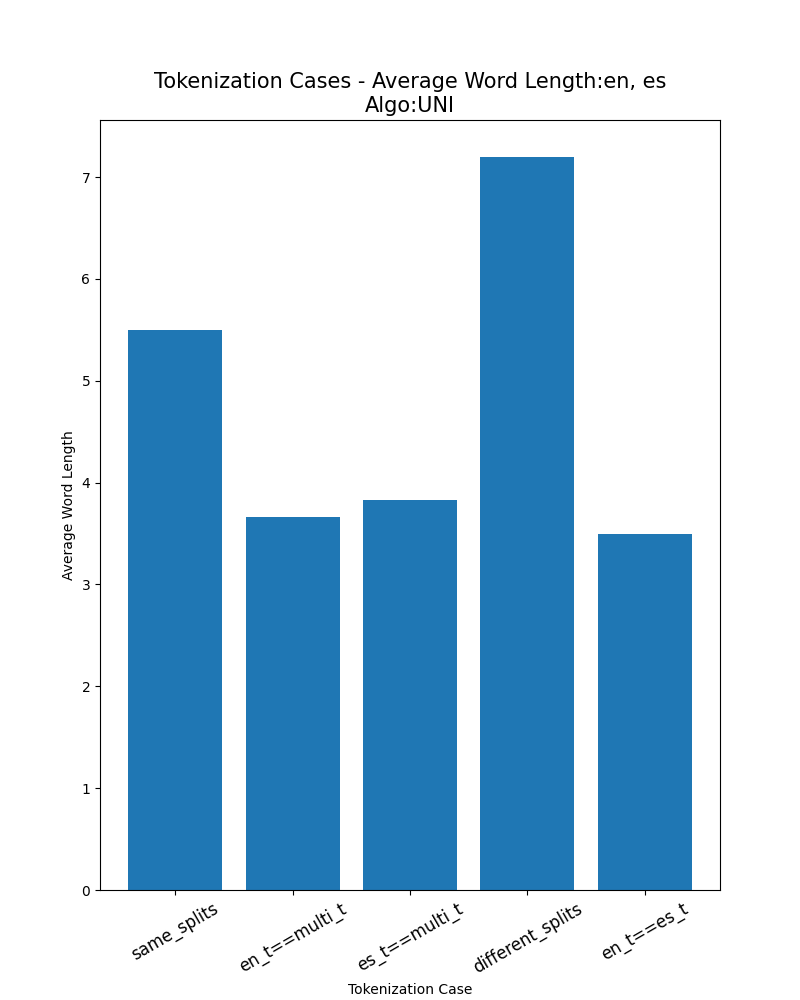 Tokenization Cases - Average Word Length:en, es
Algo:UNI
7
6
5
4
3
2
1
0
Average Word Length
same_splits
en_t==multi_t
es_t==multi_t
different_splits
en_t==es_t
Tokenization Case